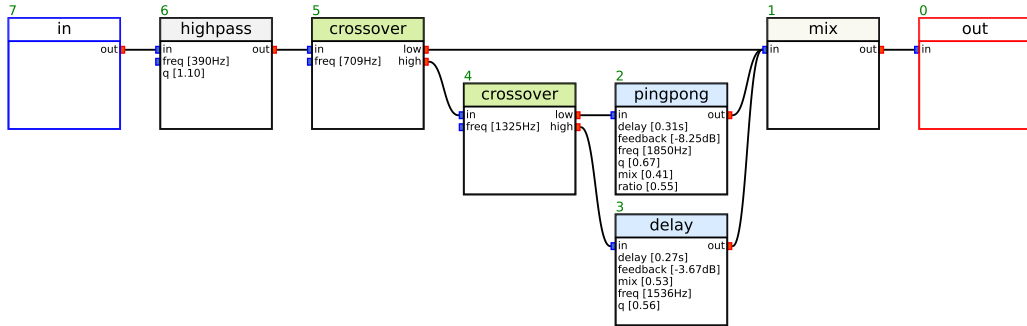 7
in
out
6
highpass
in out
freq [390Hz]
q [1.10]
5
crossover
in low
freq [709Hz] high
4
crossover
in low
freq [1325Hz] high
2
pingpong
in out
delay [0.31s]
feedback [-8.25dB]
freq [1850Hz]
q [0.67]
mix [0.41]
ratio [0.55]
3
delay
in out
delay [0.27s]
feedback [-3.67dB]
mix [0.53]
freq [1536Hz]
q [0.56]
1
mix
in out
0
out
in